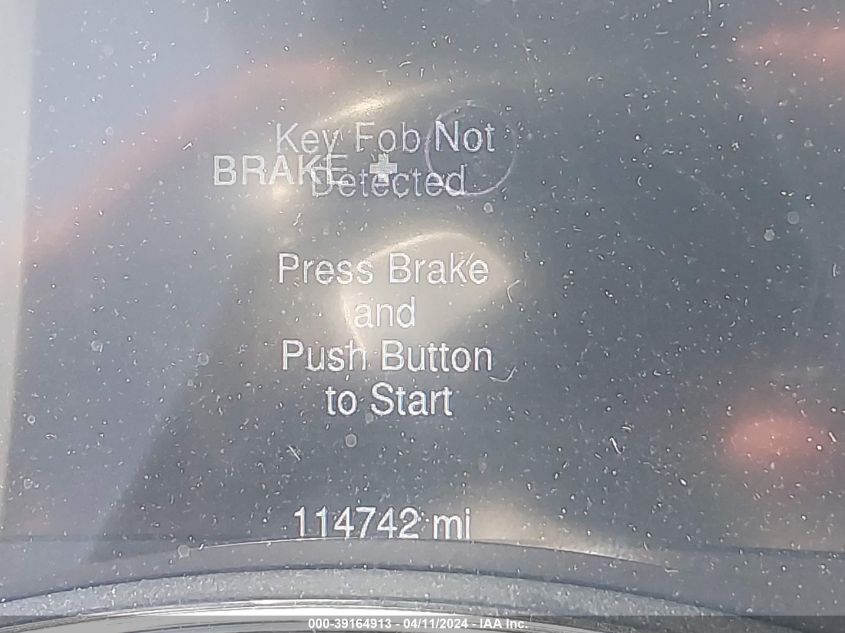 Key Fob Not
BRAKE +
Detected
Press Brake
and
Push Button
to Start
114742 mi
000-39164913 - 04/11/2024 - IAA Inc.